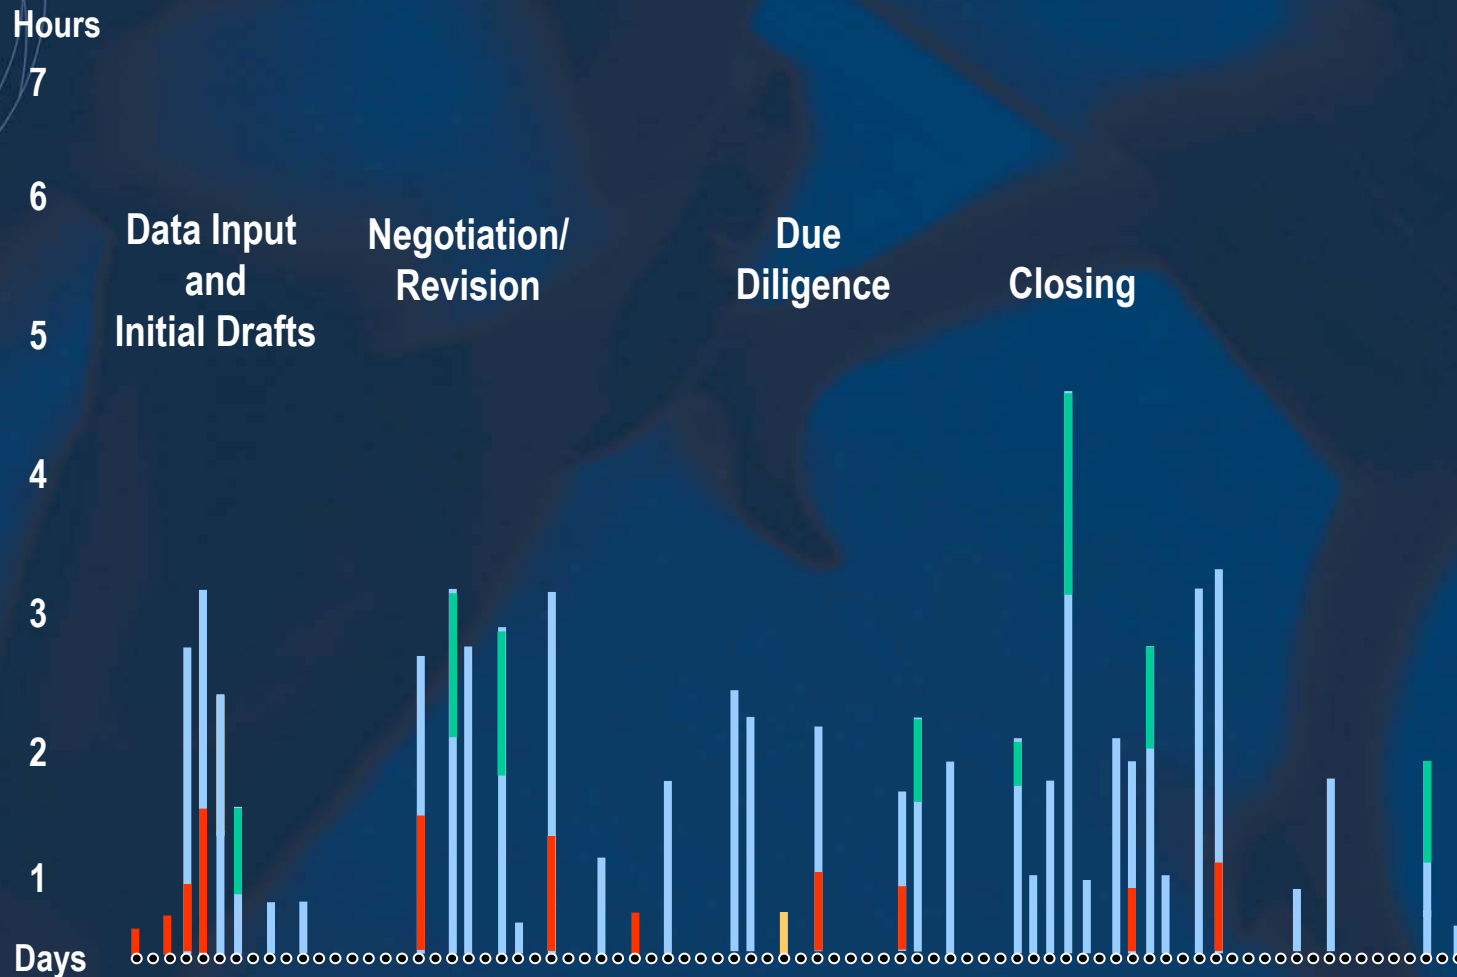 Hours
7
6
Data Input
and
Initial Drafts
Negotiation/
Revision
Due
Diligence
Closing
5
4
3
2
1
Days